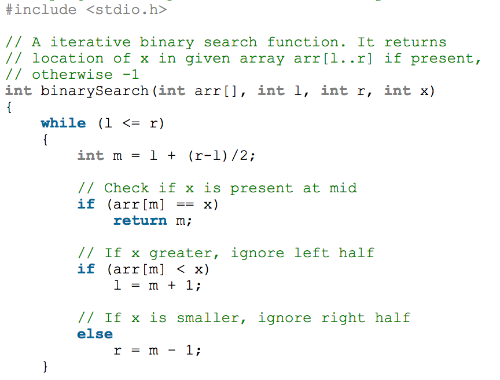 #include <stdio.h>
// A iterative binary search function. It returns
// location of x in given array arr[l..r] if present,
// otherwise -1
int binarySearch(int arr[], int l, int r, int x)
{
while (l <= r)
{
int m = l + (r-l)/2;
// Check if x is present at mid
if (arr[m] == x)
return m;
// If x greater, ignore left half
if (arr[m] < x)
l = m + 1;
// If x is smaller, ignore right half
else
r = m - 1;
}